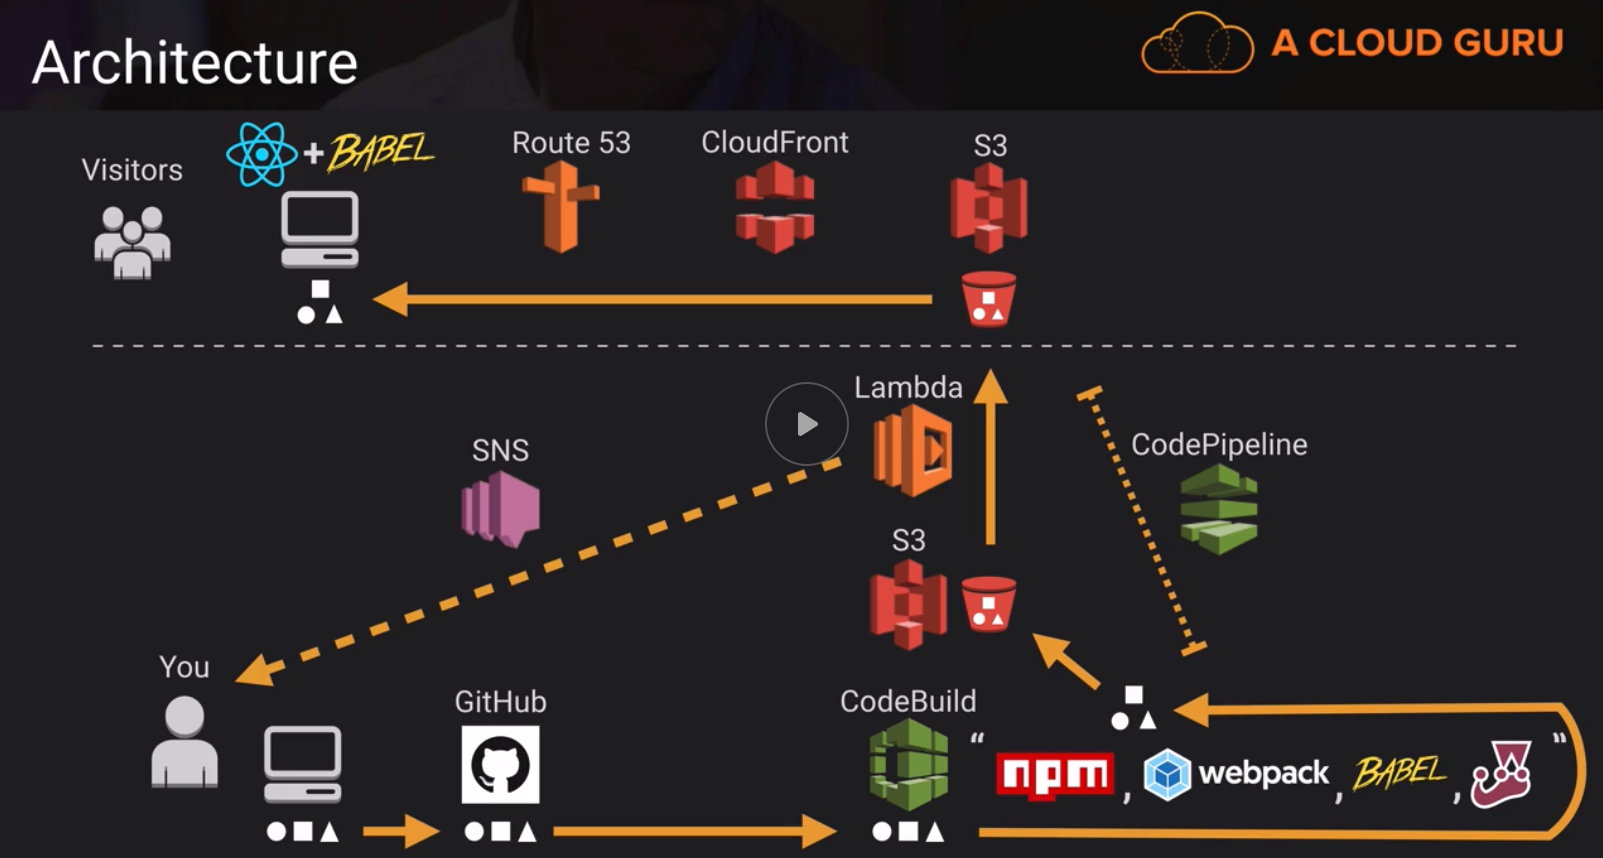 Architecture
A CLOUD GURU
Visitors
+ BABEL
Route 53
CloudFront
S3
Lambda
SNS
CodePipeline
S3
You
GitHub
CodeBuild
“ npm , webpack , BABEL , ”